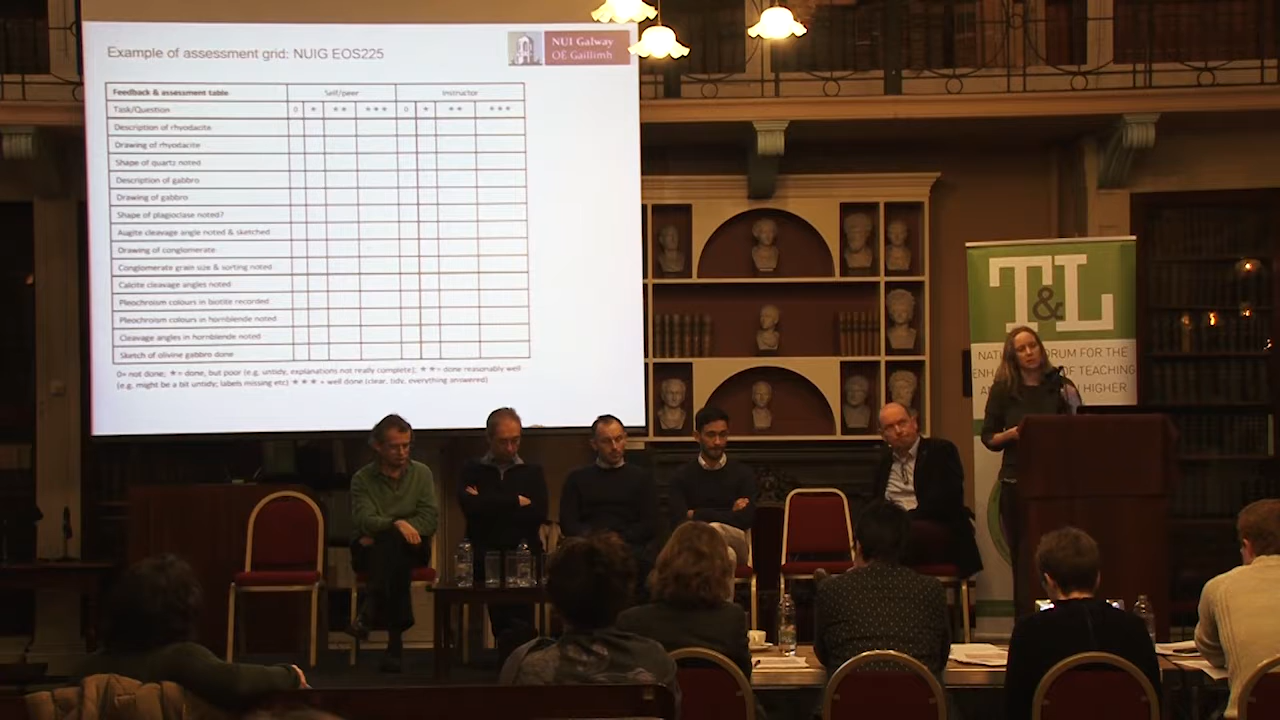 Example of assessment grid: NUIG EOS225
NUI Galway
OÉ Gaillimh
Feedback & assessment table Self/peer Instructor
Task/Question 0 * ** *** 0 * ** ***
Description of rhyodacite
Drawing of rhyodacite
Shape of quartz noted
Description of gabbro
Drawing of gabbro
Shape of plagioclase noted?
Augite cleavage angle noted & sketched
Drawing of conglomerate
Conglomerate grain size & sorting noted
Calcite cleavage angles noted
Pleochroism colours in biotite recorded
Pleochroism colours in hornblende noted
Cleavage angles in hornblende noted
Sketch of olivine gabbro done
0= not done; *= done, but poor (e.g, untidy, explanations not really complete); **= done reasonably well
(e.g, might be a bit untidy; labels missing etc) *** = well done (clear, tidy, everything answered)
T&L
FORUM FOR THE
OF TEACHING
HIGHER